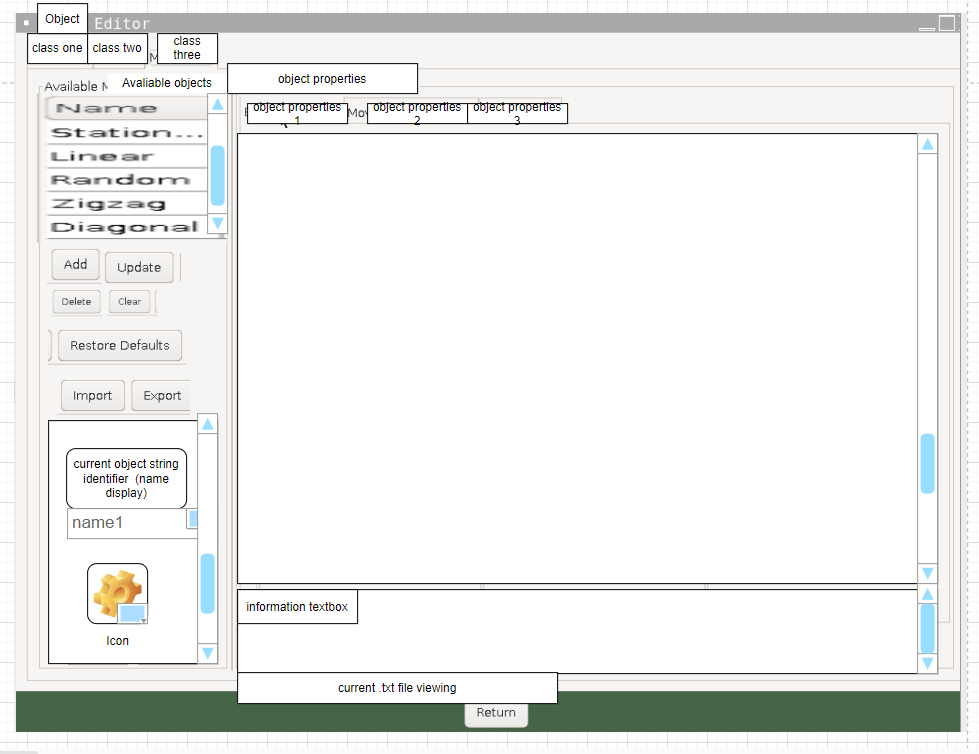 Object
Editor
class one
class two
class
three
M
Available M
Avaliable objects
object properties
object properties
1
Mov
object properties
2
object properties
3
Name
Station...
Linear
Random
Zigzag
Diagonal
Add
Update
Delete
Clear
Restore Defaults
Import
Export
current object string
identifier (name
display)
name1
Icon
information textbox
current .txt file viewing
Return